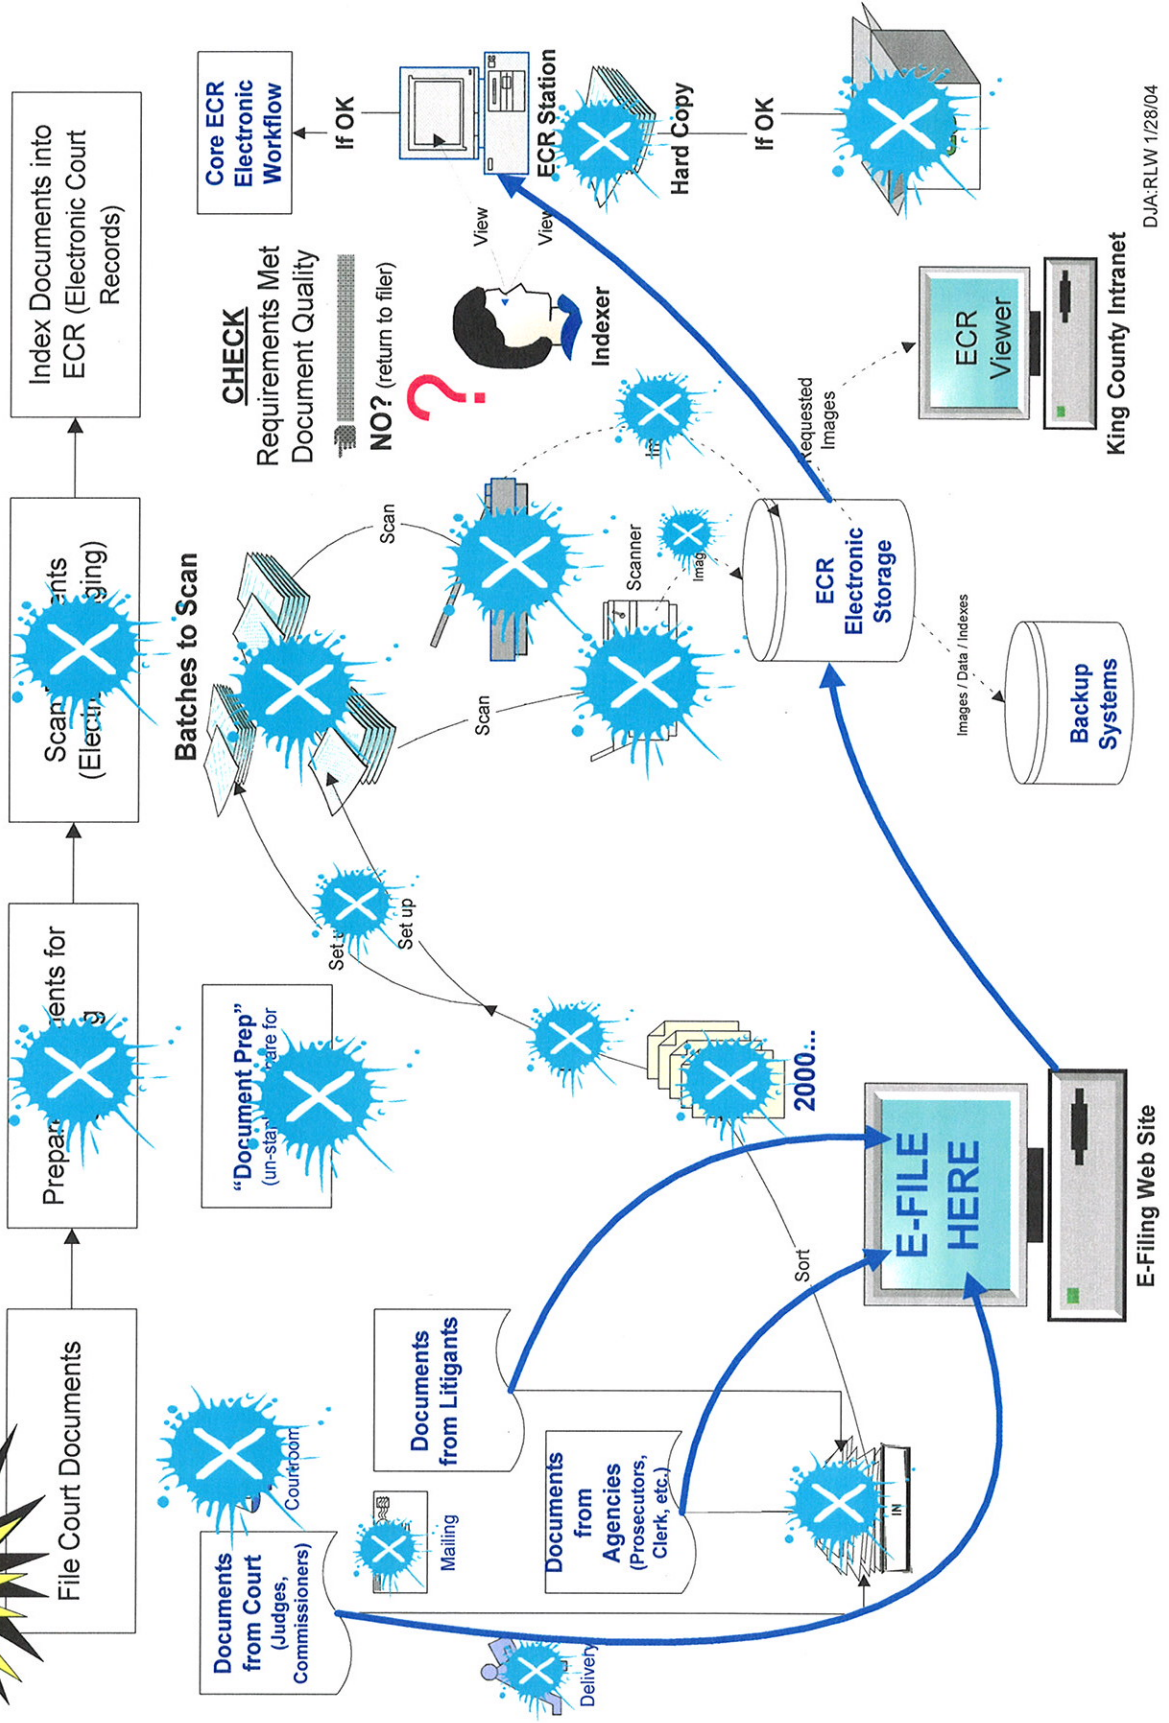 File Court Documents
Index Documents into
ECR (Electronic Court
Records)
Documents
from Court
(Judges,
Commissioners)
Courtroom
Mailing
Delivery
Documents
from Litigants
Documents
from
Agencies
(Prosecutors,
Clerk, etc.)
IN
Sort
2000...
"Document Prep"
Set up
Batches to Scan
Scan
Scan
Scanner
CHECK
Requirements Met
Document Quality
NO? (return to filer)
?
Indexer
View
View
Core ECR
Electronic
Workflow
If OK
ECR Station
Hard Copy
If OK
E-FILE
HERE
E-Filing Web Site
ECR
Electronic
Storage
Images / Data / Indexes
Backup
Systems
Requested
Images
ECR
Viewer
King County Intranet
DJA:RLW 1/28/04